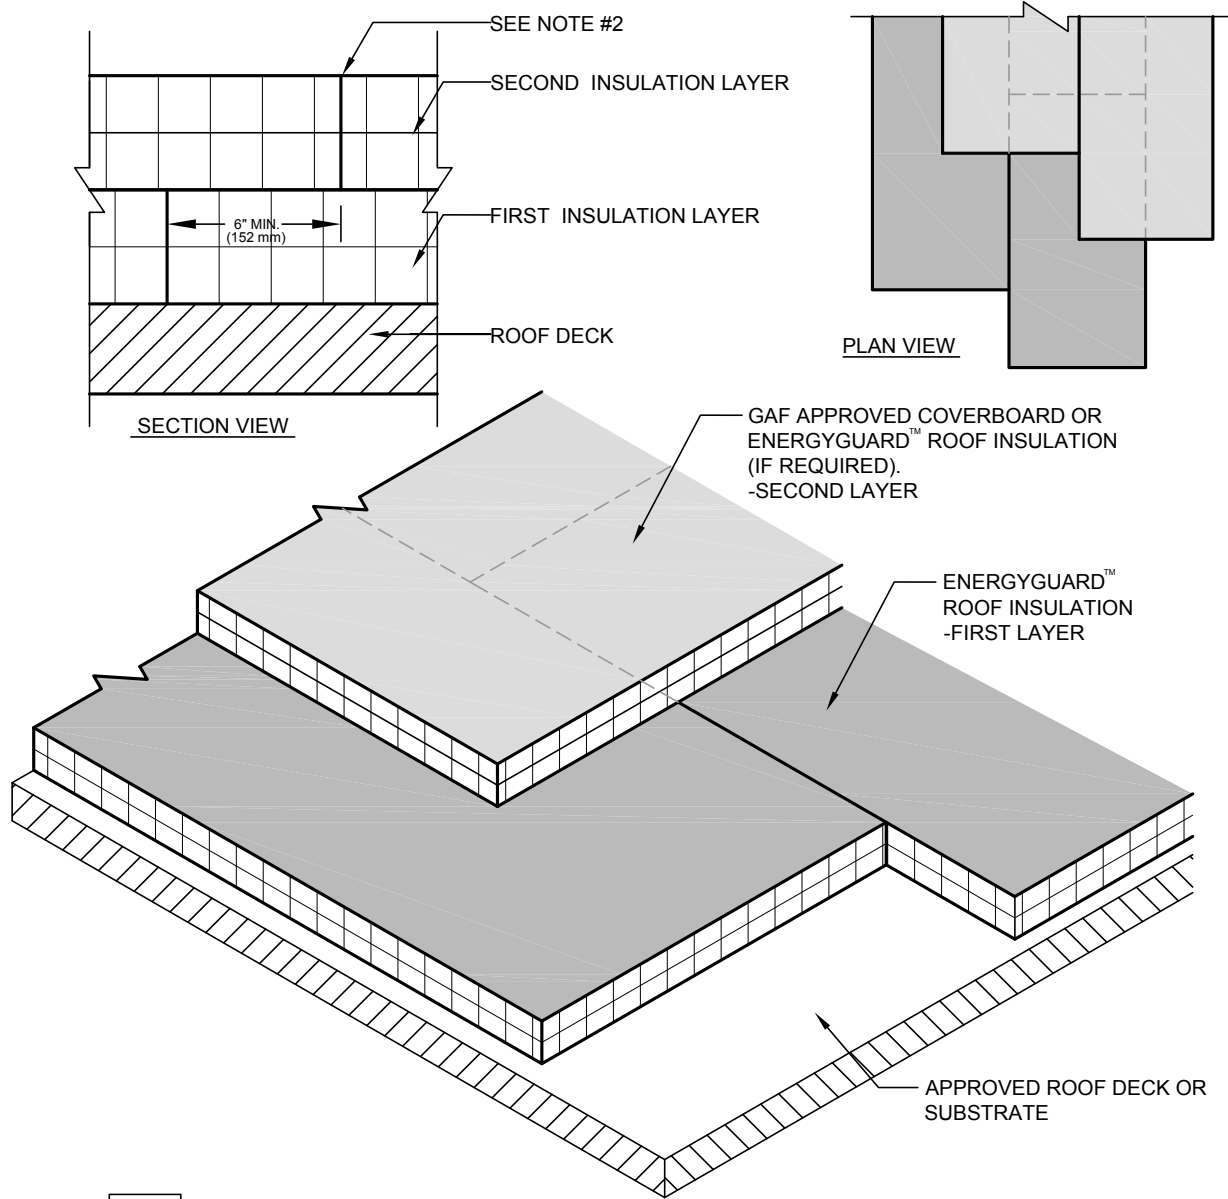 SEE NOTE #2
SECOND INSULATION LAYER
6" MIN.
(152 mm)
FIRST INSULATION LAYER
ROOF DECK
SECTION VIEW
PLAN VIEW
GAF APPROVED COVERBOARD OR
ENERGYGUARD™ ROOF INSULATION
(IF REQUIRED).
-SECOND LAYER
ENERGYGUARD™
ROOF INSULATION
-FIRST LAYER
APPROVED ROOF DECK OR
SUBSTRATE